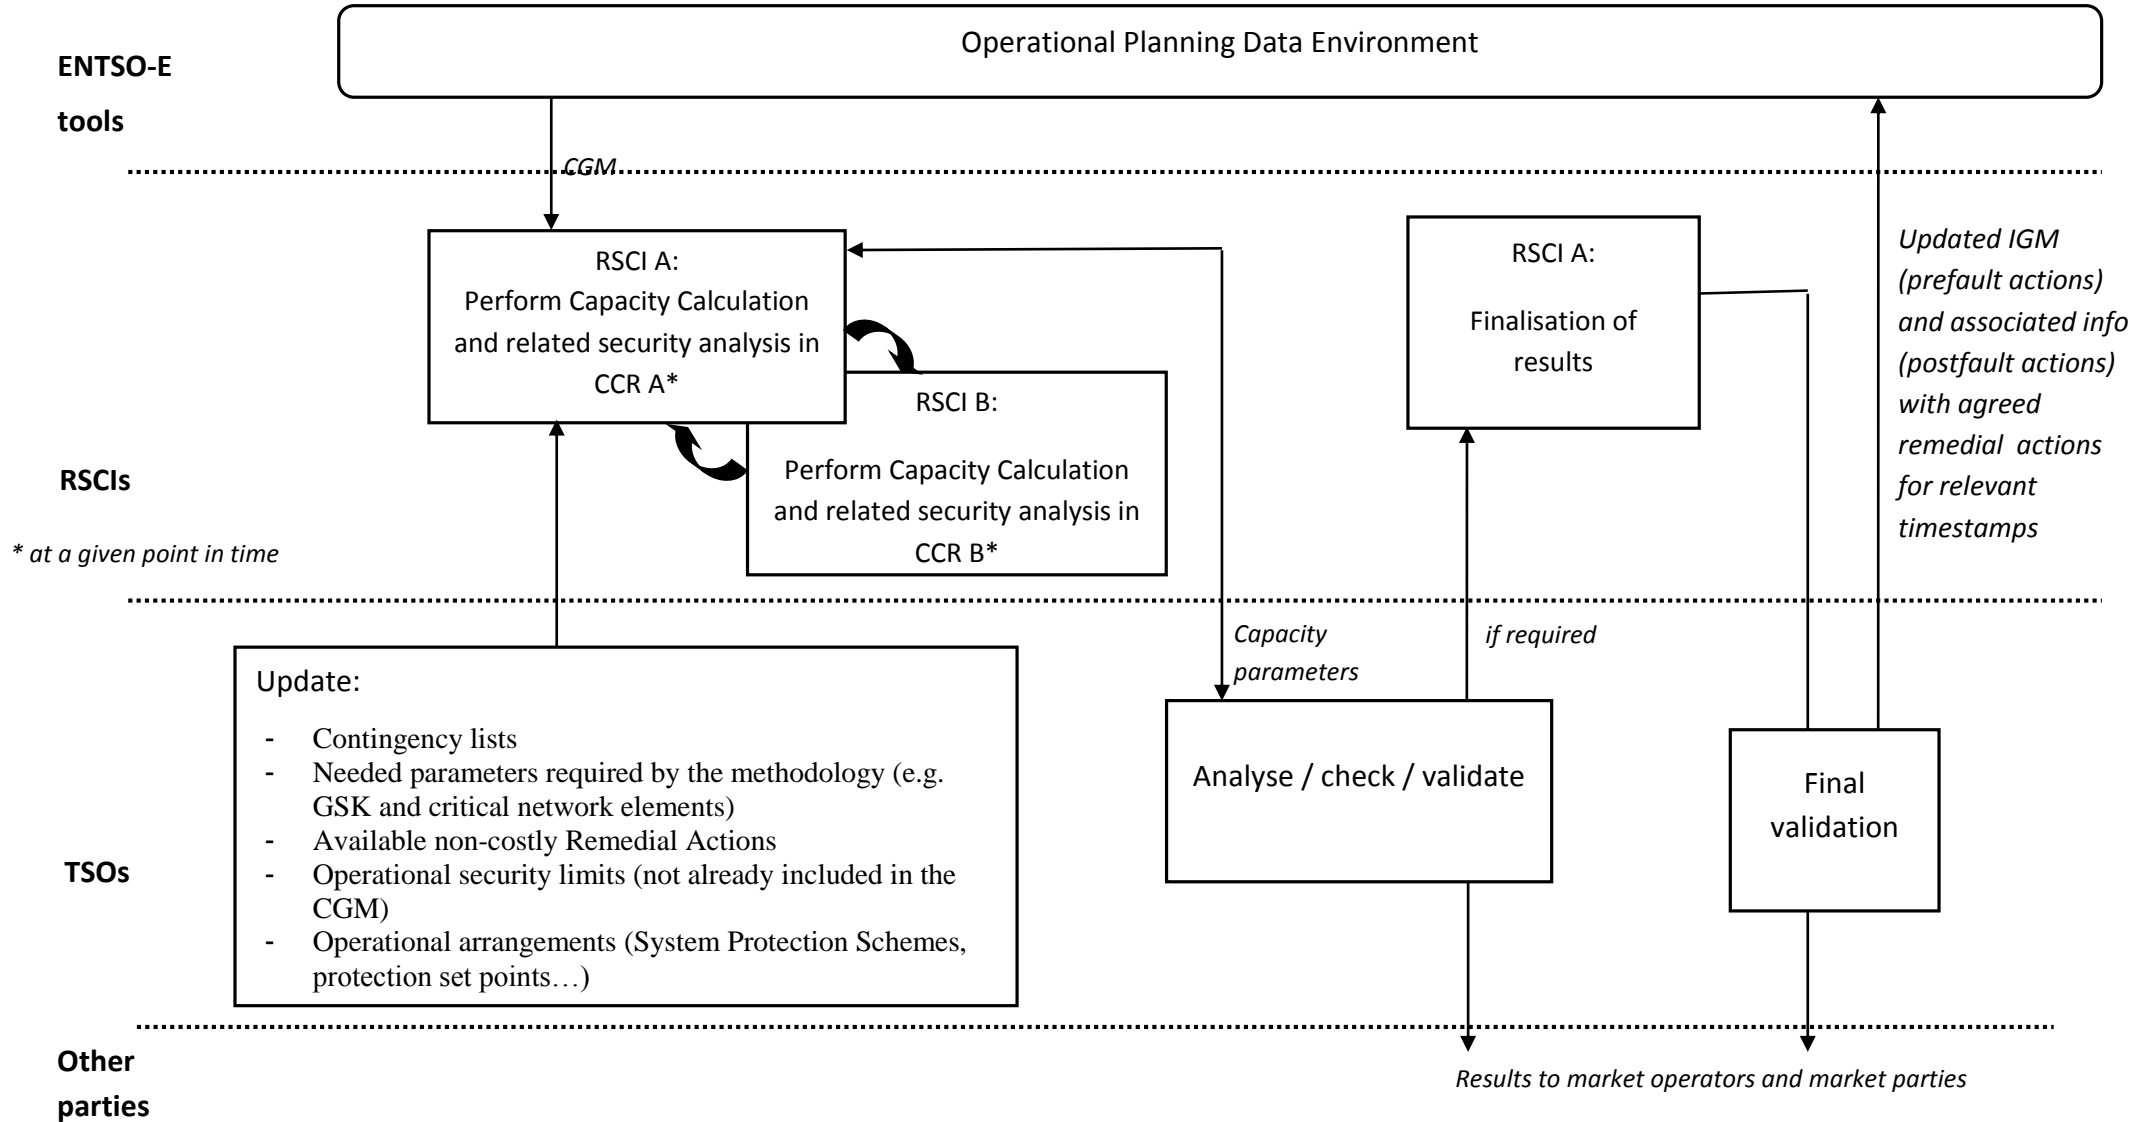 Operational Planning Data Environment
ENTSO-E
tools
CGM
RSCI A:
Perform Capacity Calculation
and related security analysis in
CCR A*
RSCI B:
Perform Capacity Calculation
and related security analysis in
CCR B*
RSCI A:
Finalisation of
results
Updated IGM
(prefault actions)
and associated info
(postfault actions)
with agreed
remedial actions
for relevant
timestamps
RSCIs
* at a given point in time
Capacity
parameters
if required
Update:
- Contingency lists
- Needed parameters required by the methodology (e.g.
GSK and critical network elements)
- Available non-costly Remedial Actions
- Operational security limits (not already included in the
CGM)
- Operational arrangements (System Protection Schemes,
protection set points…)
Analyse / check / validate
Final
validation
TSOs
Other
parties
Results to market operators and market parties